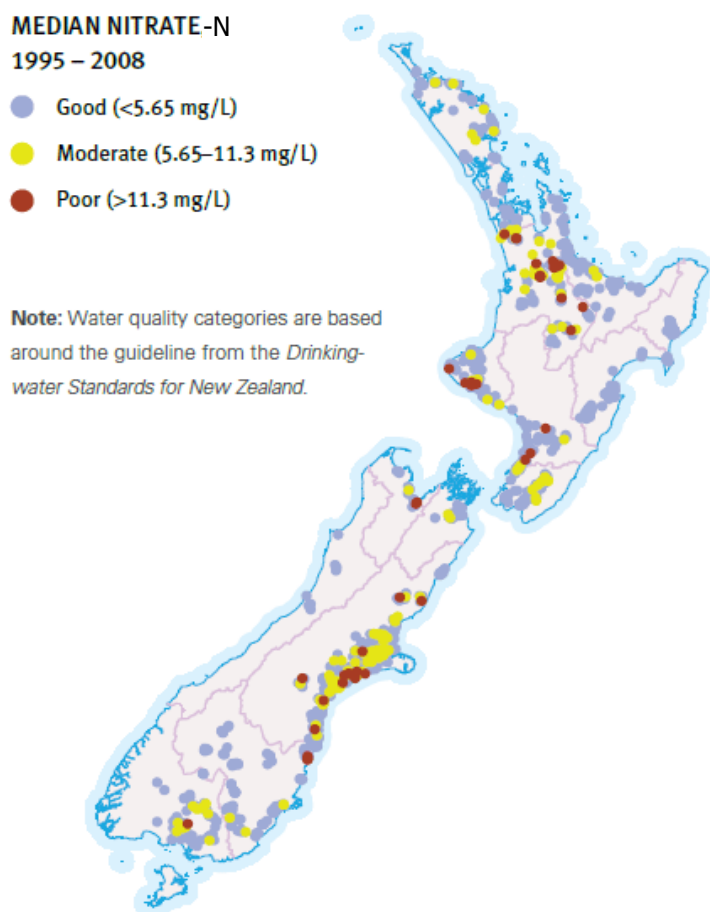 MEDIAN NITRATE-N
1995 – 2008
Good (<5.65 mg/L)
Moderate (5.65–11.3 mg/L)
Poor (>11.3 mg/L)
Note: Water quality categories are based
around the guideline from the Drinking-
water Standards for New Zealand.